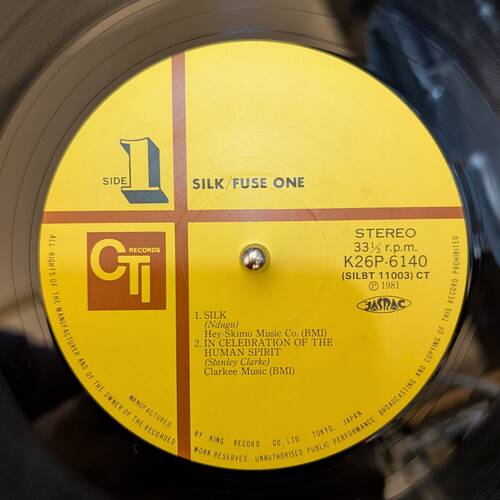 SIDE 1
SILK/FUSE ONE
CTI RECORDS
STEREO
33⅓ r.p.m.
K26P-6140
(SILBT 11003) CT
℗ 1981
JASRAC
1. SILK
(Ndugu)
Hey-Skimo Music Co. (BMI)
2. IN CELEBRATION OF THE
HUMAN SPIRIT
(Stanley Clarke)
Clarkee Music (BMI)
ALL RIGHTS OF THE MANUFACTURER AND OF THE OWNER OF THE RECORDED WORK RESERVED. UNAUTHORISED PUBLIC PERFORMANCE BROADCASTING AND COPYING OF THIS RECORD PROHIBITED
MANUFACTURED BY KING RECORD CO., LTD. TOKYO, JAPAN